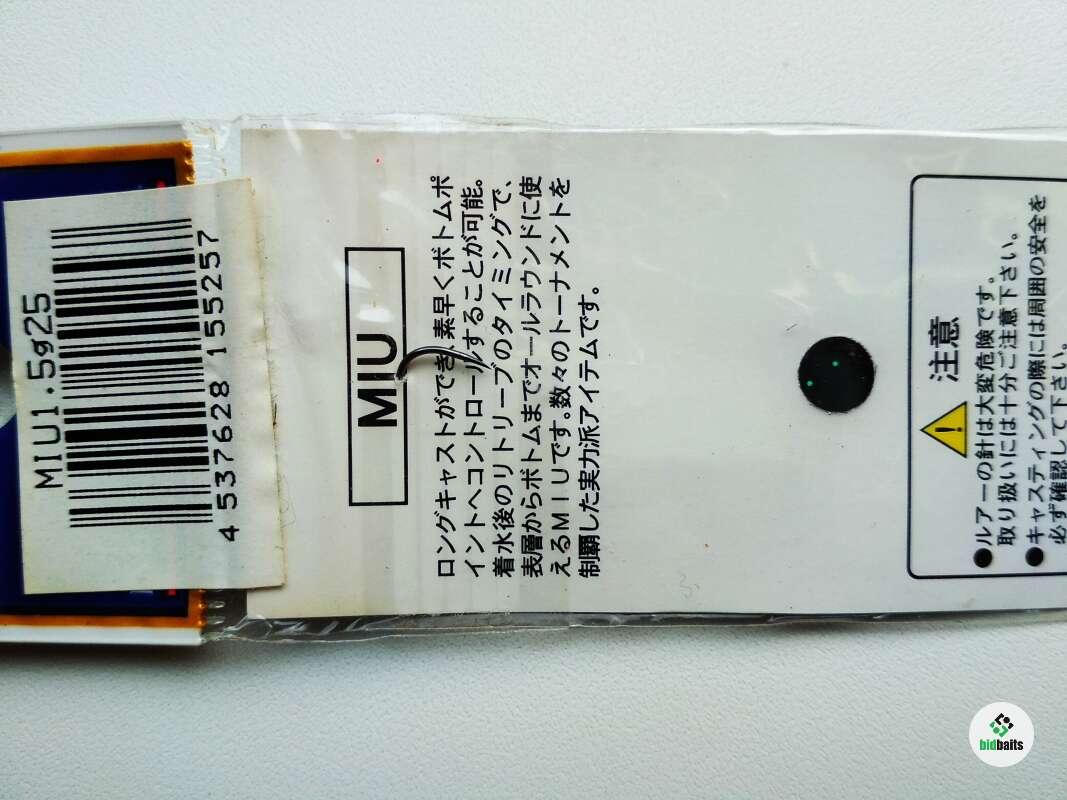 MIU1.5g25
4 537628 155257
MIU
ロングキャストができ、素早くボトムポ
イントへコントロールすることが可能。
着水後のリトリーブのタイミングで、
表層からボトムまでオールラウンドに使
えるMIUです。数々のトーナメントを
制覇した実力派アイテムです。
注意
●ルアーの針は大変危険です。
取り扱いには十分ご注意下さい。
●キャスティングの際には周囲の安全を
必ず確認して下さい。
bidbaits